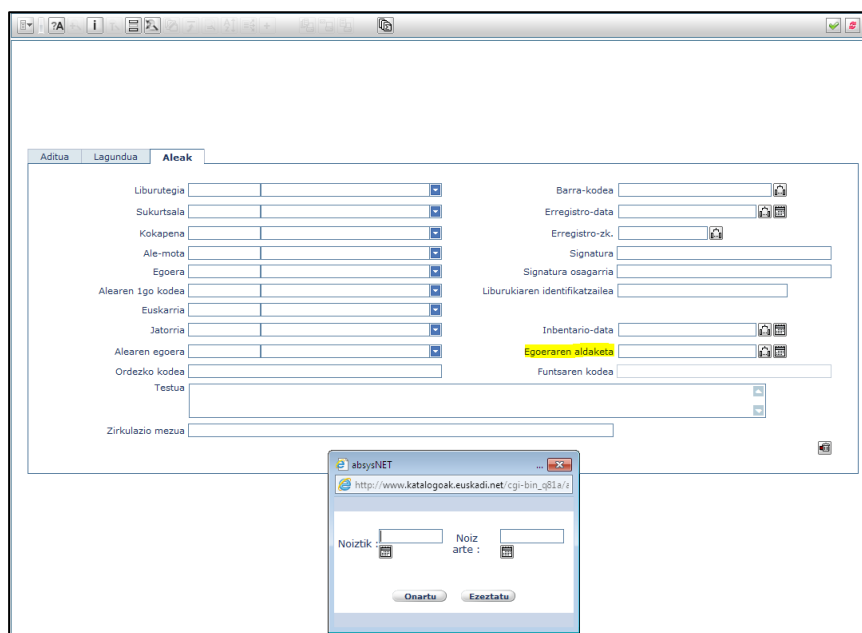 ?A i
Aditua Lagundua Aleak
Liburutegia Barra-kodea
Sukurtsala Erregistro-data
Kokapena Erregistro-zk.
Ale-mota Signatura
Egoera Signatura osagarria
Alearen 1go kodea Liburukiaren identifikatzailea
Euskarria
Jatorria Inbentario-data
Alearen egoera Egoeraren aldaketa
Ordezko kodea Funtsaren kodea
Testua
Zirkulazio mezua
absysNET ...
http://www.katalogoak.euskadi.net/cgi-bin_q81a/a
Noiztik : Noiz
arte :
Onartu Ezeztatu